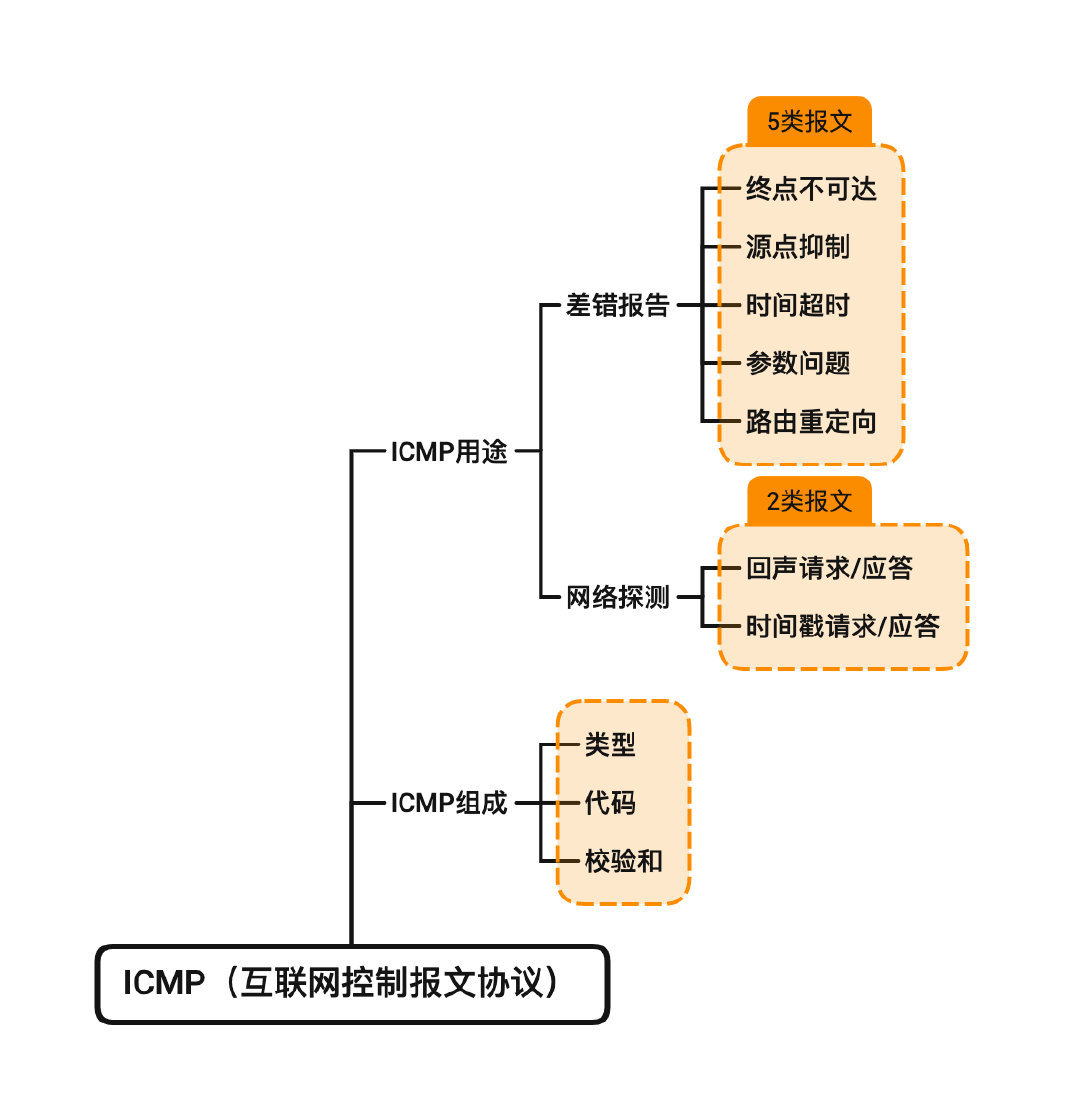 5类报文
终点不可达
源点抑制
时间超时
参数问题
路由重定向
差错报告
ICMP用途
2类报文
回声请求/应答
时间戳请求/应答
网络探测
类型
代码
校验和
ICMP组成
ICMP（互联网控制报文协议）